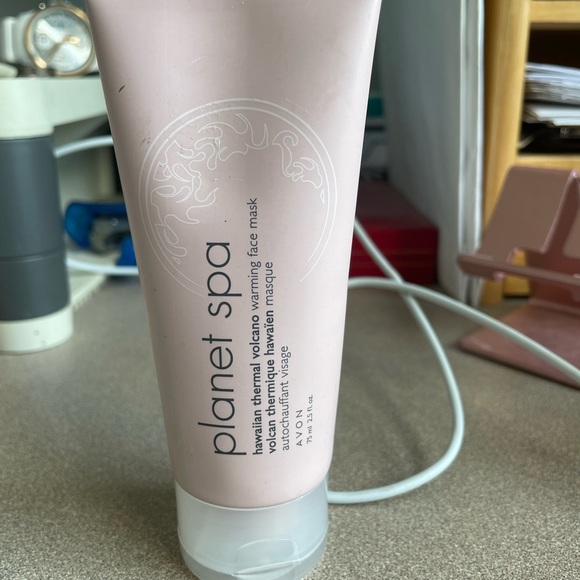 planet spa
hawaiian thermal volcano warming face mask
volcan thermique hawaïen masque
autochauffant visage
AVON
75 ml 2.5 fl. oz.